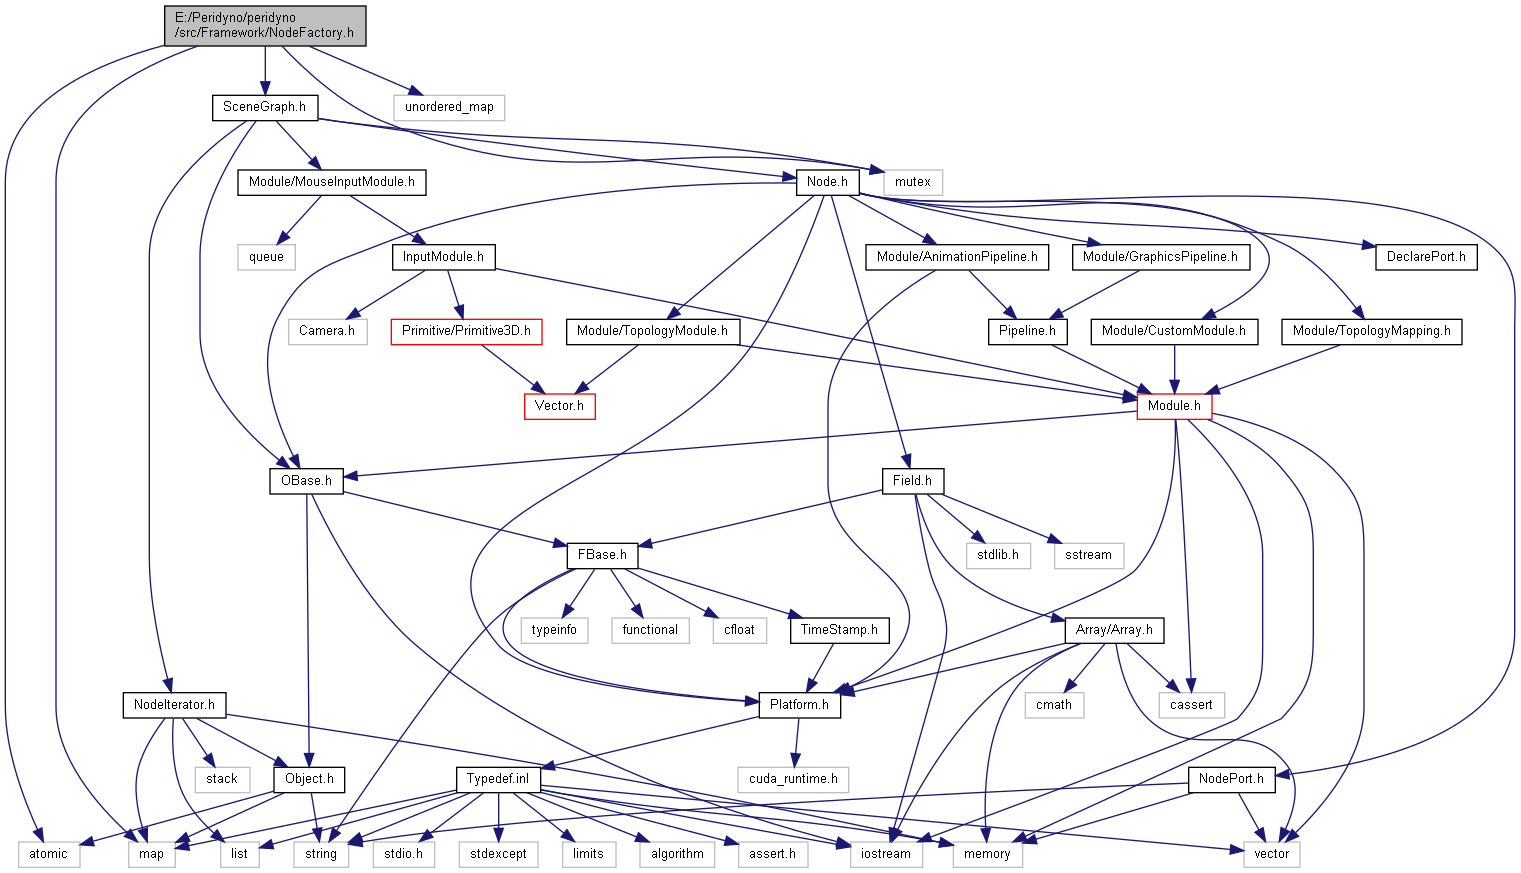 E:/Peridyno/peridyno
/src/Framework/NodeFactory.h
SceneGraph.h
unordered_map
Module/MouseInputModule.h
Node.h
mutex
queue
InputModule.h
Module/AnimationPipeline.h
Module/GraphicsPipeline.h
DeclarePort.h
Camera.h
Primitive/Primitive3D.h
Module/TopologyModule.h
Pipeline.h
Module/CustomModule.h
Module/TopologyMapping.h
Vector.h
Module.h
OBase.h
Field.h
FBase.h
stdlib.h
sstream
typeinfo
functional
cfloat
TimeStamp.h
Array/Array.h
NodeIterator.h
Platform.h
cmath
cassert
stack
Object.h
Typedef.inl
cuda_runtime.h
NodePort.h
atomic
map
list
string
stdio.h
stdexcept
limits
algorithm
assert.h
iostream
memory
vector